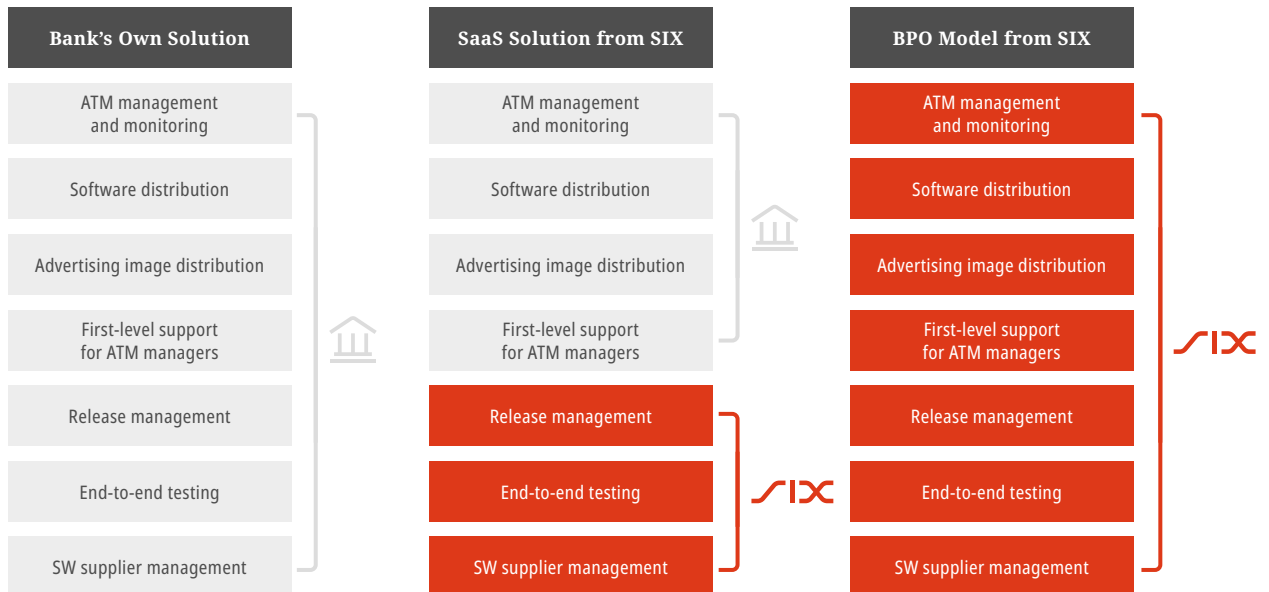 Bank’s Own Solution
ATM management
and monitoring
Software distribution
Advertising image distribution
First-level support
for ATM managers
Release management
End-to-end testing
SW supplier management
SaaS Solution from SIX
ATM management
and monitoring
Software distribution
Advertising image distribution
First-level support
for ATM managers
Release management
End-to-end testing
SW supplier management
SIX
BPO Model from SIX
ATM management
and monitoring
Software distribution
Advertising image distribution
First-level support
for ATM managers
Release management
End-to-end testing
SW supplier management
SIX